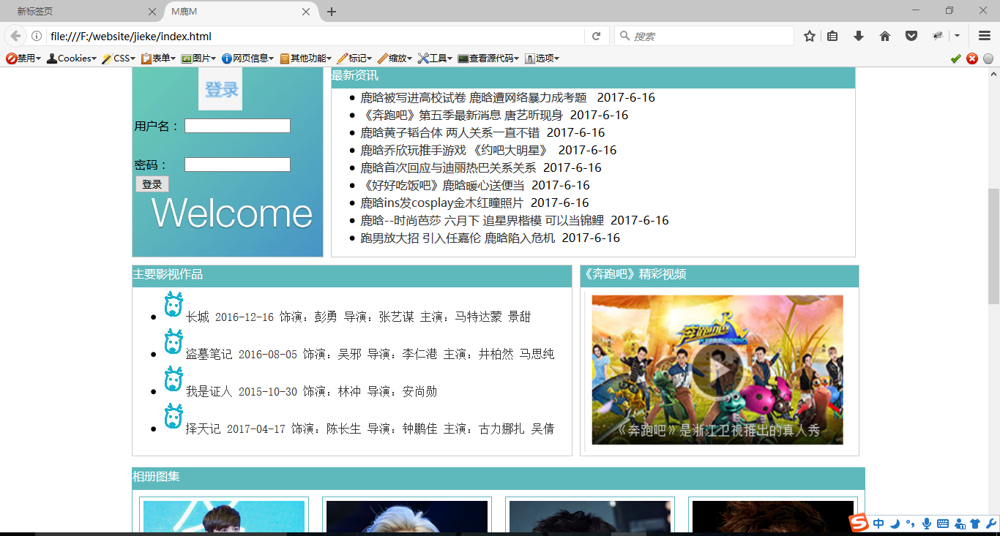 新标签页
M鹿M
file:///F:/website/jieke/index.html
搜索
禁用 Cookies CSS 表单 图片 网页信息 其他功能 标记 缩放 工具 查看源代码 选项
登录
用户名：
密码：
登录
Welcome
最新资讯
鹿晗被写进高校试卷 鹿晗遭网络暴力成考题 2017-6-16
《奔跑吧》第五季最新消息 唐艺昕现身 2017-6-16
鹿晗黄子韬合体 两人关系一直不错 2017-6-16
鹿晗乔欣玩推手游戏 《约吧大明星》 2017-6-16
鹿晗首次回应与迪丽热巴关系关系 2017-6-16
《好好吃饭吧》鹿晗暖心送便当 2017-6-16
鹿晗ins发cosplay金木红瞳照片 2017-6-16
鹿晗--时尚芭莎 六月下 追星界楷模 可以当锦鲤 2017-6-16
跑男放大招 引入任嘉伦 鹿晗陷入危机 2017-6-16
主要影视作品
长城 2016-12-16 饰演：彭勇 导演：张艺谋 主演：马特达蒙 景甜
盗墓笔记 2016-08-05 饰演：吴邪 导演：李仁港 主演：井柏然 马思纯
我是证人 2015-10-30 饰演：林冲 导演：安尚勋
择天记 2017-04-17 饰演：陈长生 导演：钟鹏佳 主演：古力娜扎 吴倩
《奔跑吧》精彩视频
奔跑吧
《奔跑吧》是浙江卫视推出的真人秀
相册图集
中